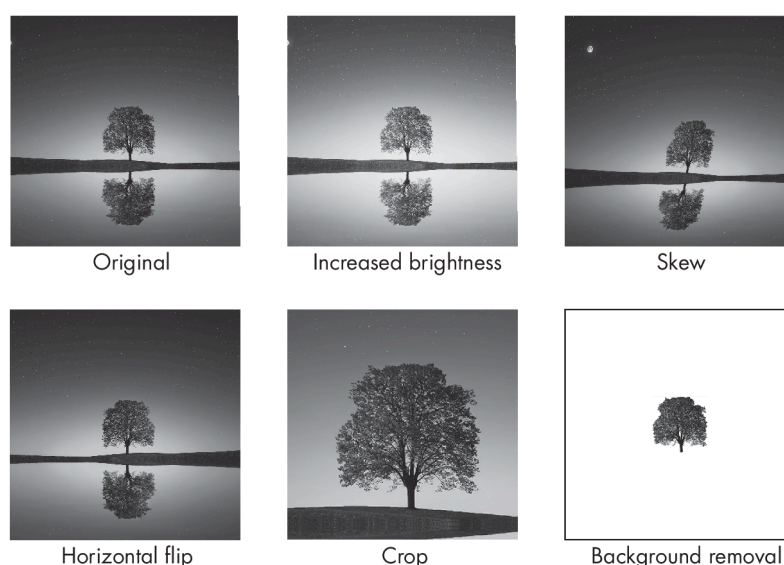 Original
Increased brightness
Skew
Horizontal flip
Crop
Background removal